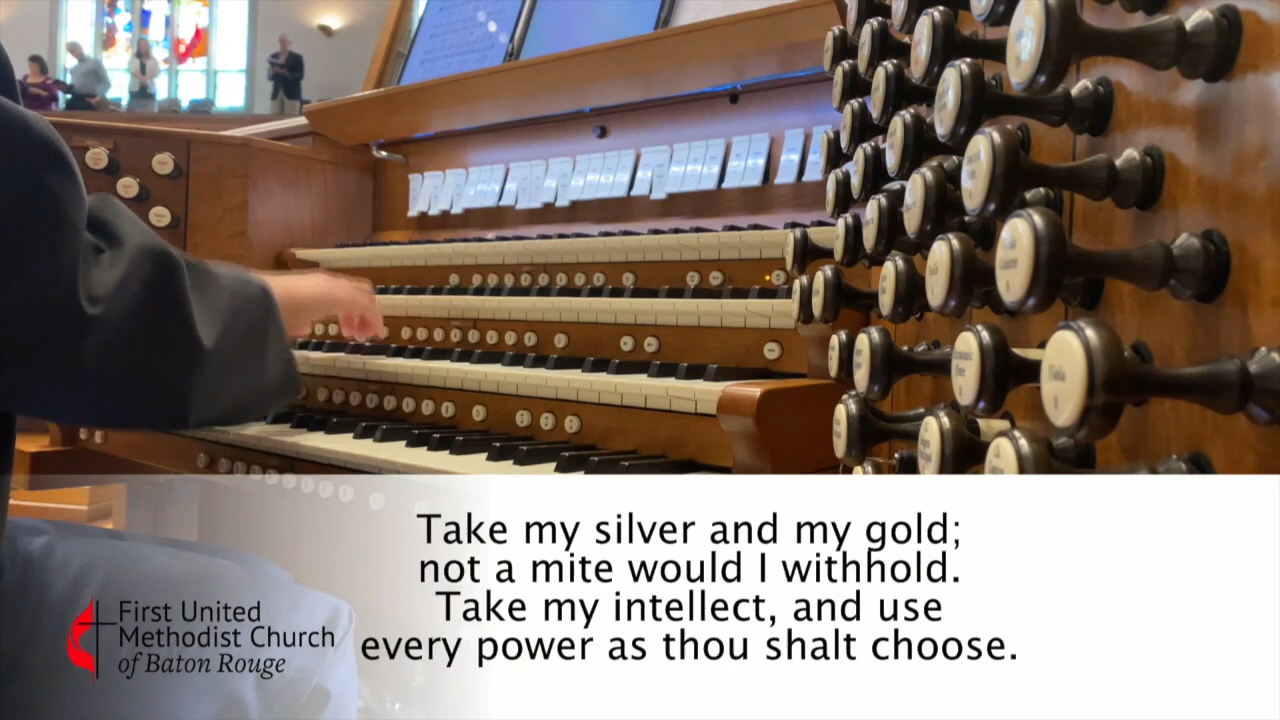 Take my silver and my gold;
not a mite would I withhold.
Take my intellect, and use
every power as thou shalt choose.
First United
Methodist Church
of Baton Rouge